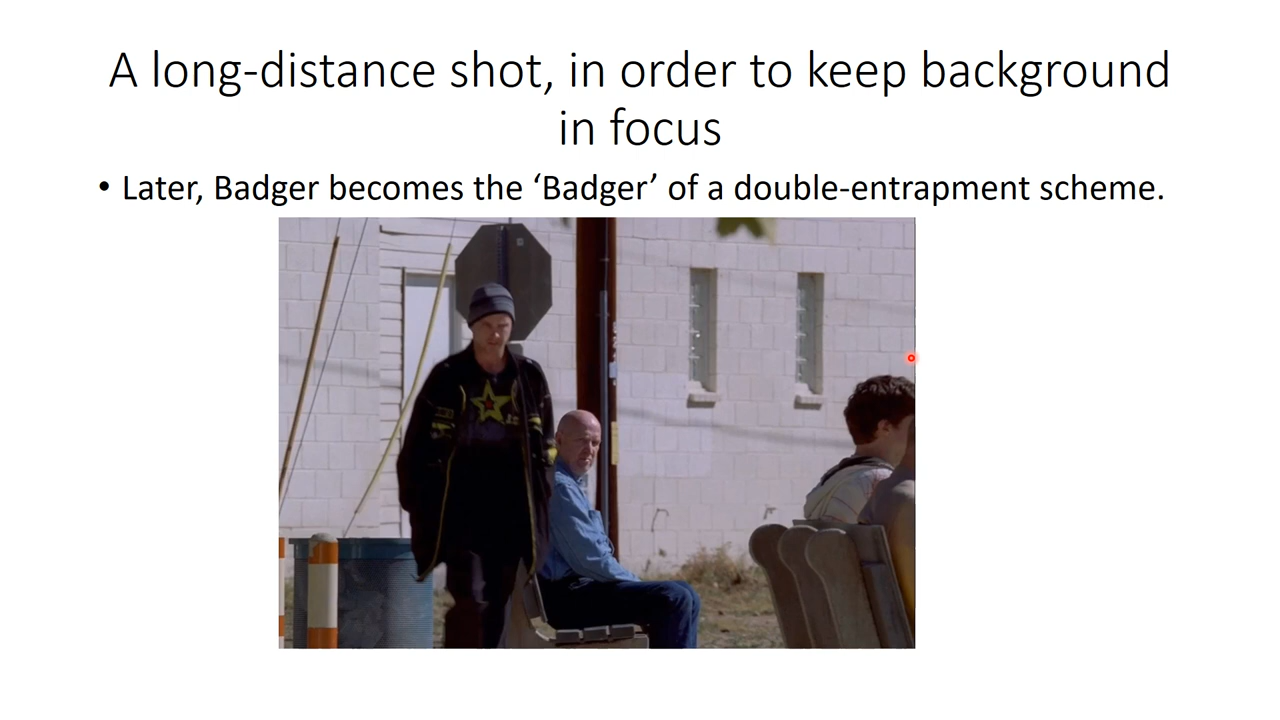 A long-distance shot, in order to keep background
in focus
• Later, Badger becomes the ‘Badger’ of a double-entrapment scheme.